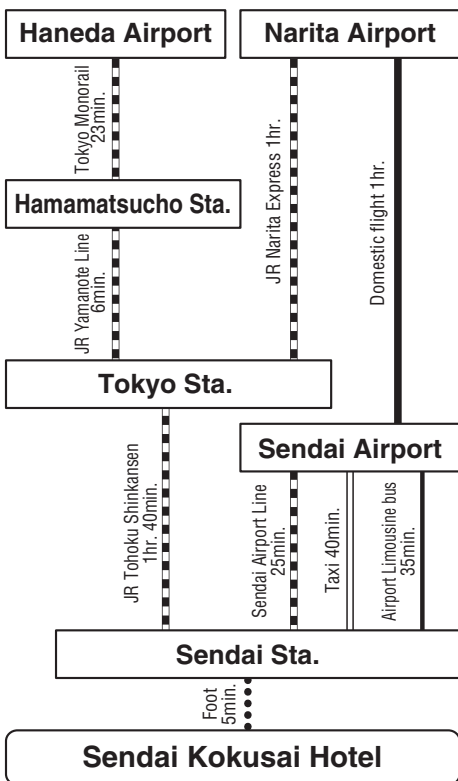 Haneda Airport
Narita Airport
Tokyo Monorail
23min.
JR Narita Express 1hr.
Domestic flight 1hr.
Hamamatsucho Sta.
JR Yamanote Line
6min.
Tokyo Sta.
Sendai Airport
JR Tohoku Shinkansen
1hr. 40min.
Sendai Airport Line
25min.
Taxi 40min.
Airport Limousine bus
35min.
Sendai Sta.
Foot
5min.
Sendai Kokusai Hotel